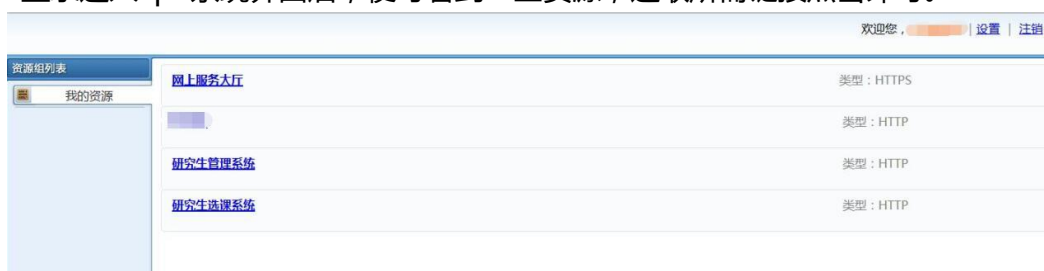 欢迎您， | 设置 | 注销
资源组列表
我的资源
网上服务大厅 类型：HTTPS
类型：HTTP
研究生管理系统 类型：HTTP
研究生选课系统 类型：HTTP